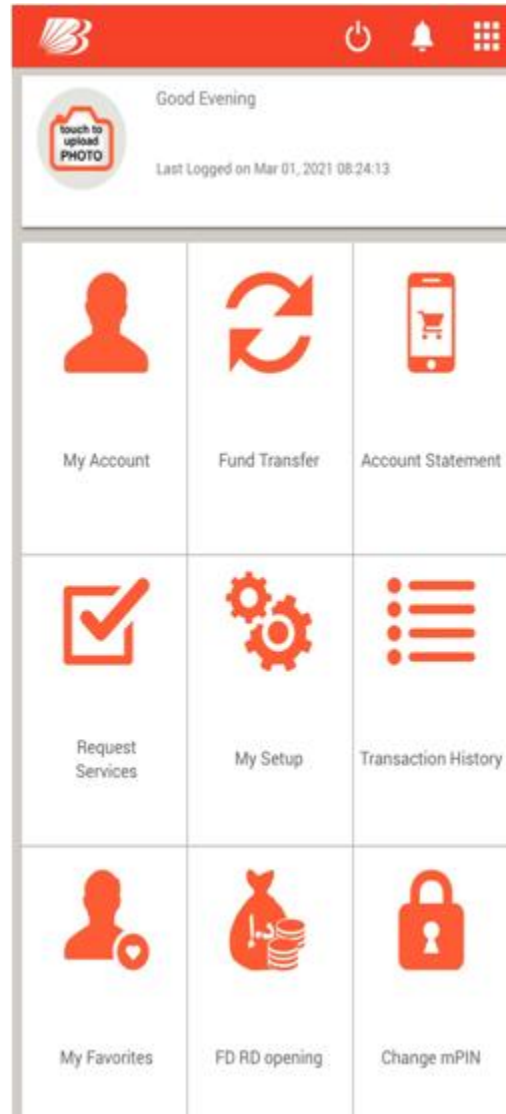 Good Evening
touch to
upload
PHOTO
Last Logged on Mar 01, 2021 08:24:13
My Account
Fund Transfer
Account Statement
Request
Services
My Setup
Transaction History
د.إ
My Favorites
FD RD opening
Change mPIN